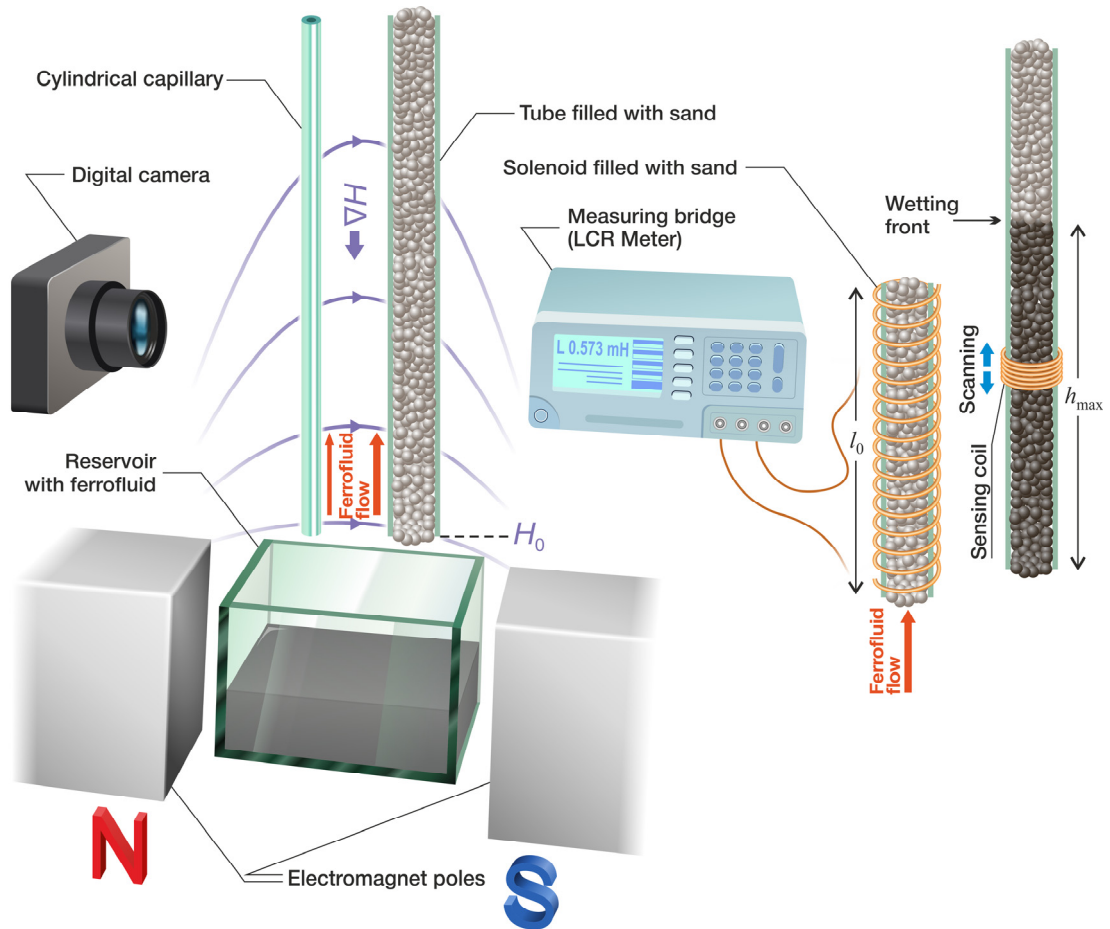 Cylindrical capillary
Digital camera
H∇
Tube filled with sand
Solenoid filled with sand
Measuring bridge
(LCR Meter)
L 0.573 mH
Wetting
front
Scanning
Sensing coil
h max
l 0
Reservoir
with ferrofluid
Ferrofluid
flow
H 0
Ferrofluid
flow
N
S
Electromagnet poles